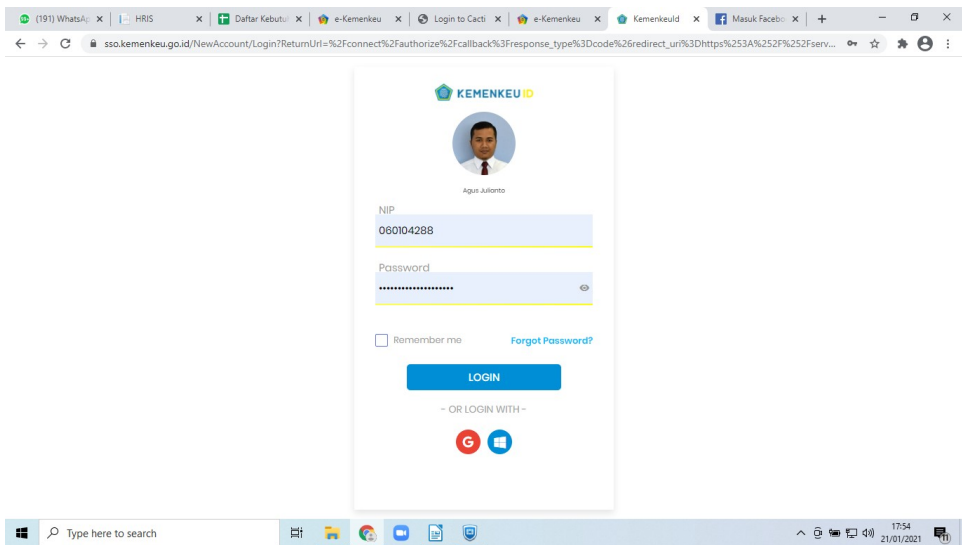 (191) WhatsAp
HRIS
Daftar Kebutu
e-Kemenkeu
Login to Cacti
e-Kemenkeu
KemenkeuId
Masuk Facebo
sso.kemenkeu.go.id/NewAccount/Login?ReturnUrl=%2Fconnect%2Fauthorize%2Fcallback%3Fresponse_type%3Dcode%26redirect_uri%3Dhttps%253A%252F%252Fserv...
KEMENKEU ID
Agus Julianto
NIP
060104288
Password
•••••••••••••••••••
Remember me Forgot Password?
LOGIN
- OR LOGIN WITH -
G
Type here to search
17:54
21/01/2021
11